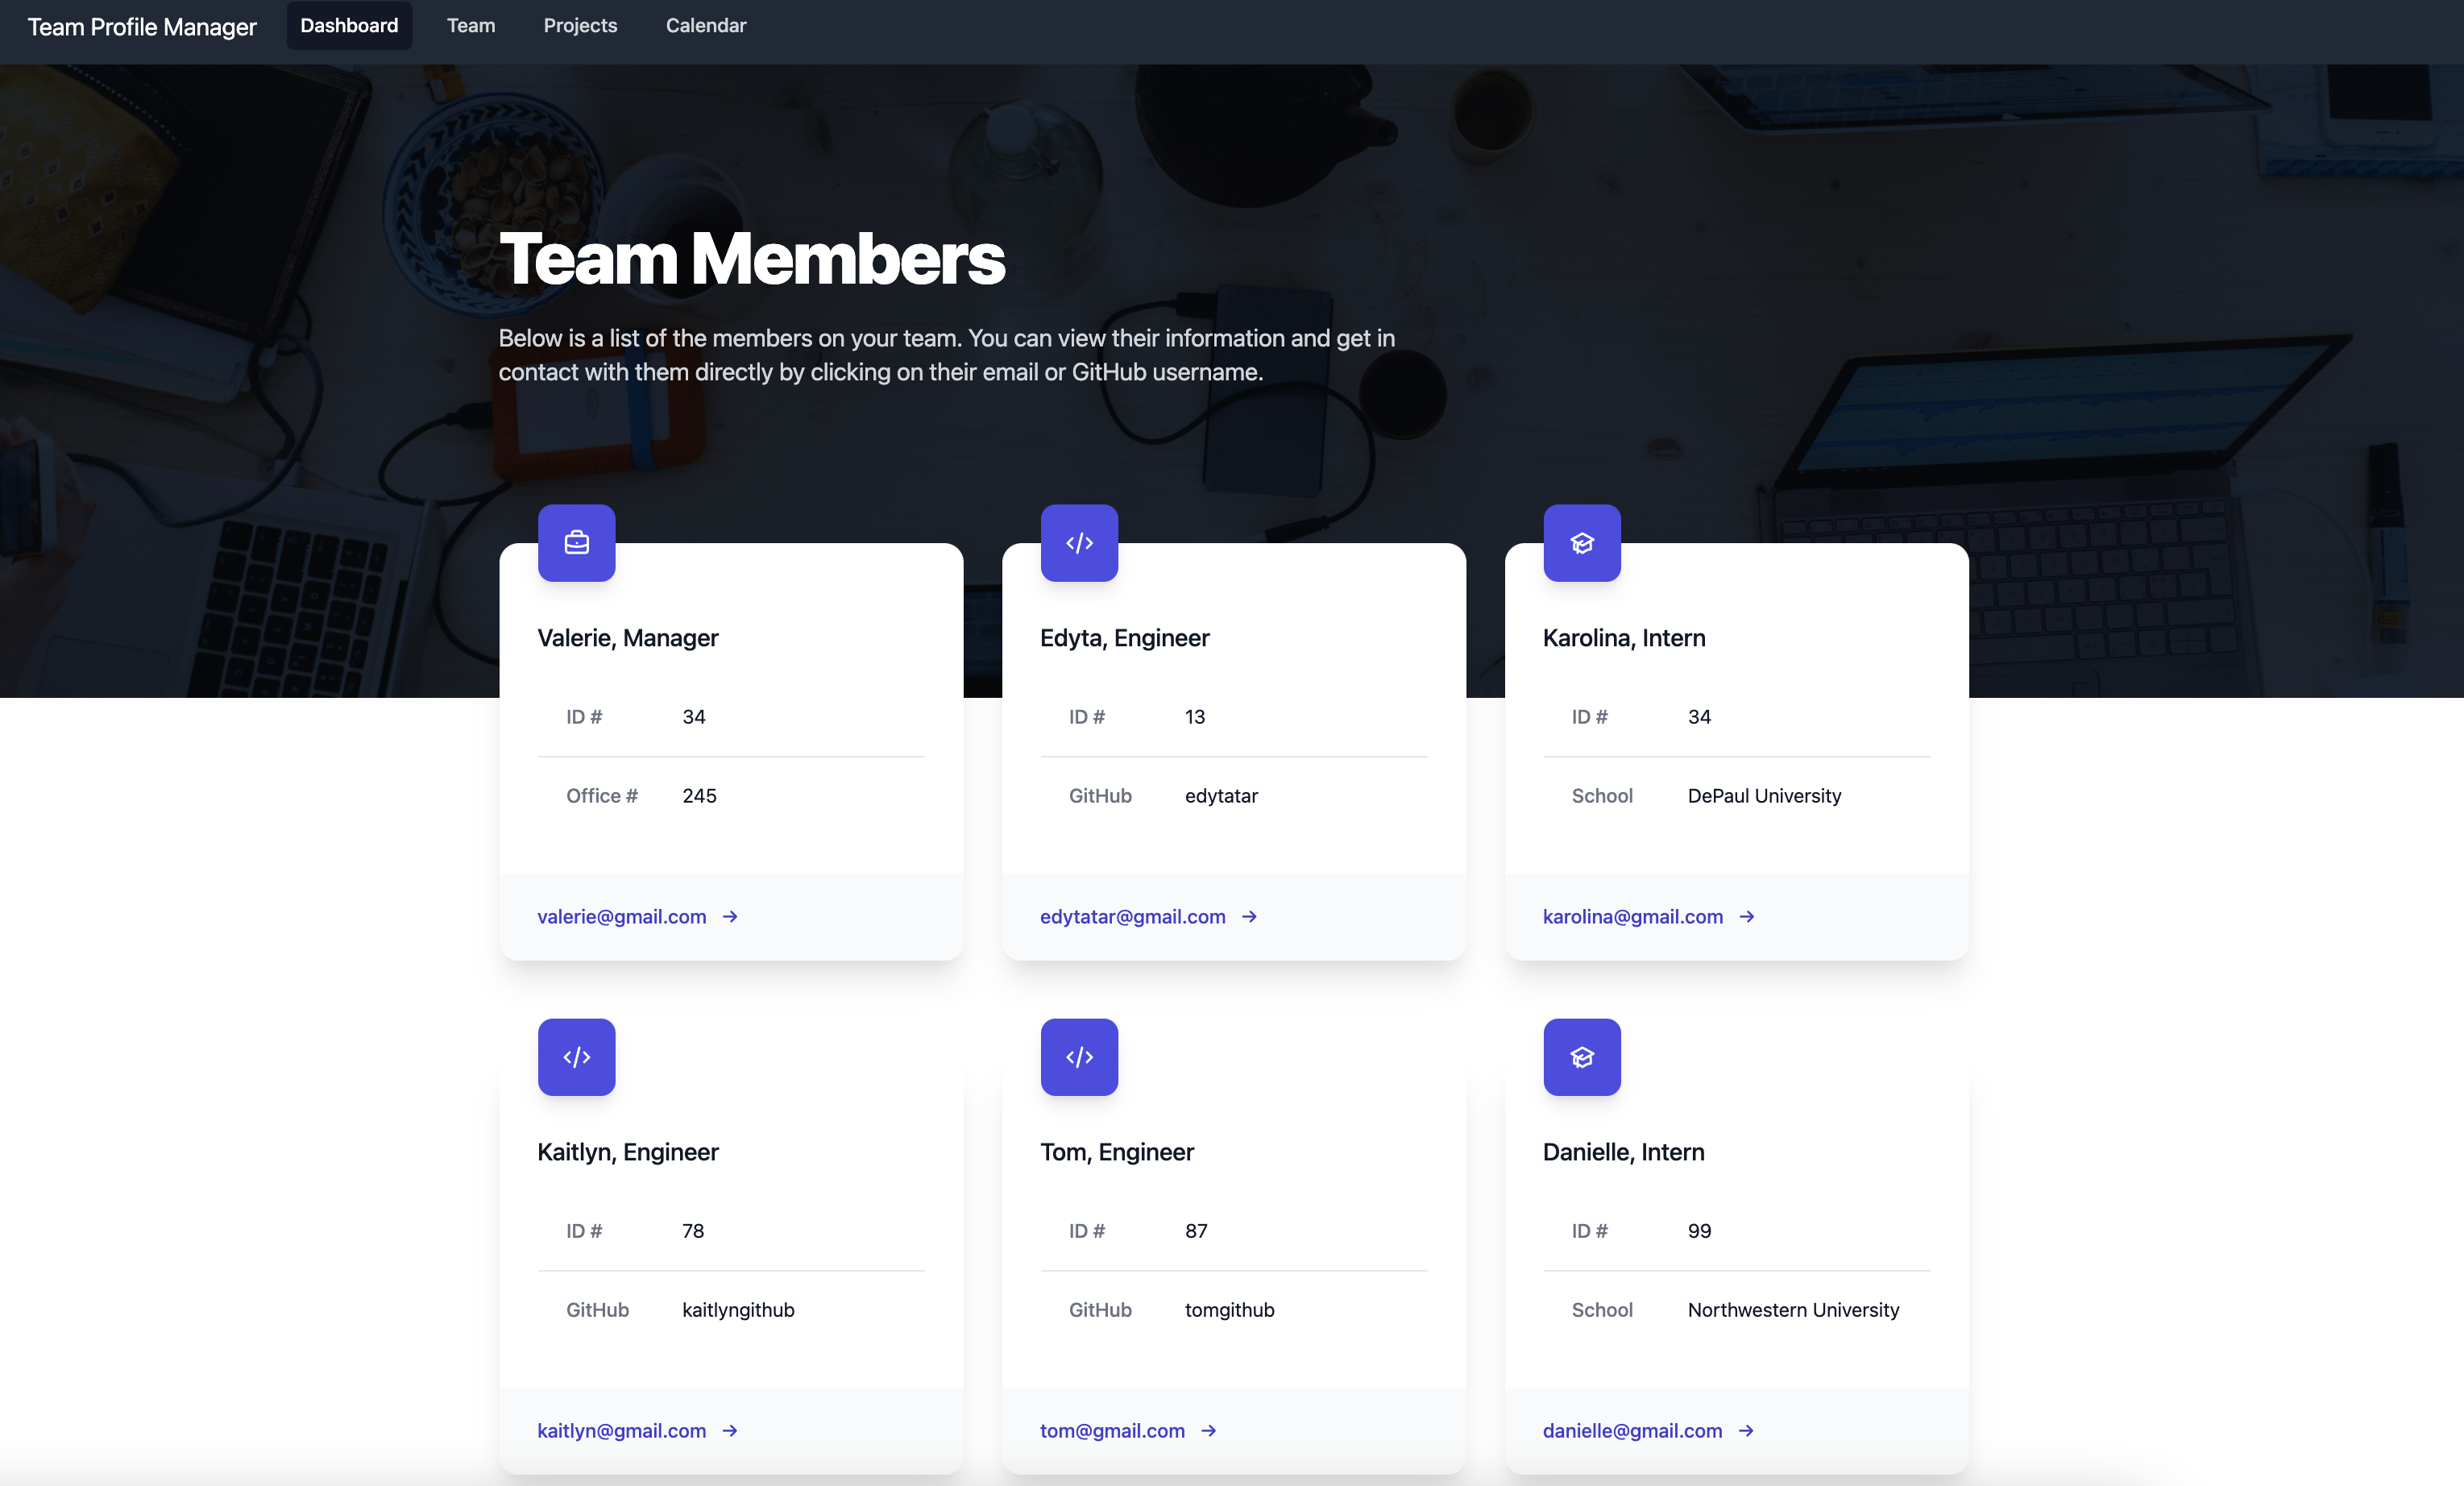 Team Profile Manager
Dashboard
Team
Projects
Calendar
Team Members
Below is a list of the members on your team. You can view their information and get in
contact with them directly by clicking on their email or GitHub username.
Valerie, Manager
ID # 34
Office # 245
valerie@gmail.com →
Edyta, Engineer
ID # 13
GitHub edytatar
edytatar@gmail.com →
Karolina, Intern
ID # 34
School DePaul University
karolina@gmail.com →
Kaitlyn, Engineer
ID # 78
GitHub kaitlyngithub
kaitlyn@gmail.com →
Tom, Engineer
ID # 87
GitHub tomgithub
tom@gmail.com →
Danielle, Intern
ID # 99
School Northwestern University
danielle@gmail.com →